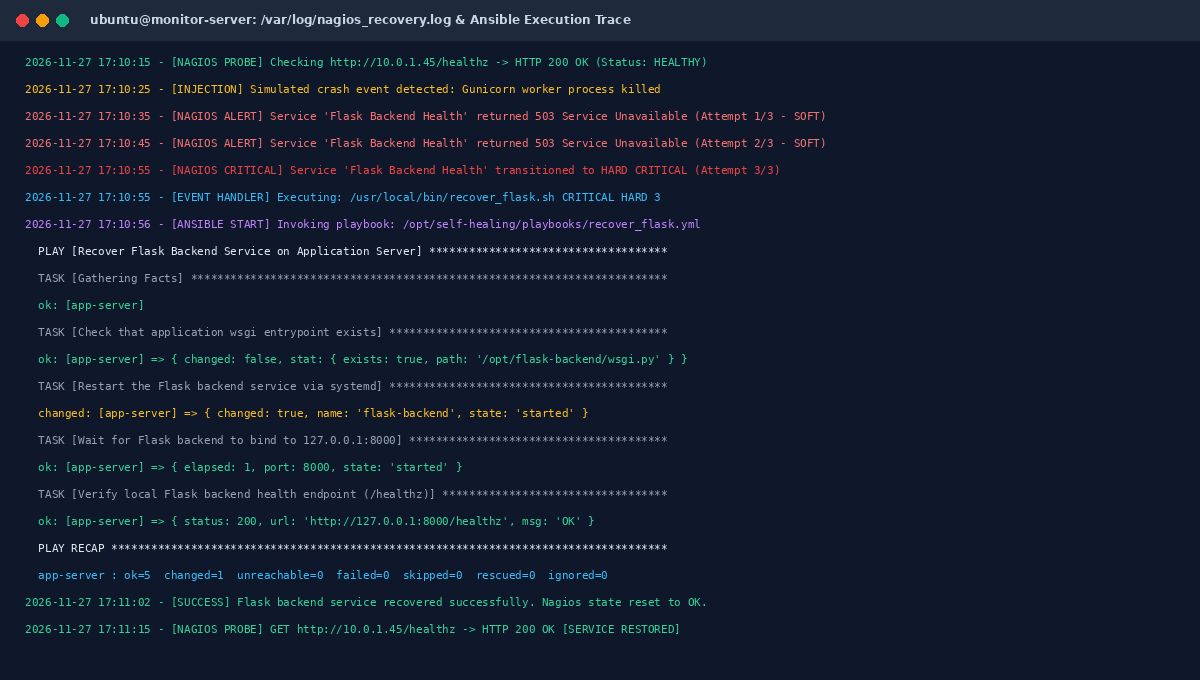 ubuntu@monitor-server: /var/log/nagios_recovery.log & Ansible Execution Trace
2026-11-27 17:10:15 - [NAGIOS PROBE] Checking http://10.0.1.45/healthz -> HTTP 200 OK (Status: HEALTHY)
2026-11-27 17:10:25 - [INJECTION] Simulated crash event detected: Gunicorn worker process killed
2026-11-27 17:10:35 - [NAGIOS ALERT] Service 'Flask Backend Health' returned 503 Service Unavailable (Attempt 1/3 - SOFT)
2026-11-27 17:10:45 - [NAGIOS ALERT] Service 'Flask Backend Health' returned 503 Service Unavailable (Attempt 2/3 - SOFT)
2026-11-27 17:10:55 - [NAGIOS CRITICAL] Service 'Flask Backend Health' transitioned to HARD CRITICAL (Attempt 3/3)
2026-11-27 17:10:55 - [EVENT HANDLER] Executing: /usr/local/bin/recover_flask.sh CRITICAL HARD 3
2026-11-27 17:10:56 - [ANSIBLE START] Invoking playbook: /opt/self-healing/playbooks/recover_flask.yml
PLAY [Recover Flask Backend Service on Application Server] ************************************
TASK [Gathering Facts] ************************************************************************
ok: [app-server]
TASK [Check that application wsgi entrypoint exists] ******************************************
ok: [app-server] => { changed: false, stat: { exists: true, path: '/opt/flask-backend/wsgi.py' } }
TASK [Restart the Flask backend service via systemd] ******************************************
changed: [app-server] => { changed: true, name: 'flask-backend', state: 'started' }
TASK [Wait for Flask backend to bind to 127.0.0.1:8000] ***************************************
ok: [app-server] => { elapsed: 1, port: 8000, state: 'started' }
TASK [Verify local Flask backend health endpoint (/healthz)] **********************************
ok: [app-server] => { status: 200, url: 'http://127.0.0.1:8000/healthz', msg: 'OK' }
PLAY RECAP ************************************************************************************
app-server : ok=5  changed=1  unreachable=0  failed=0  skipped=0  rescued=0  ignored=0
2026-11-27 17:11:02 - [SUCCESS] Flask backend service recovered successfully. Nagios state reset to OK.
2026-11-27 17:11:15 - [NAGIOS PROBE] GET http://10.0.1.45/healthz -> HTTP 200 OK [SERVICE RESTORED]